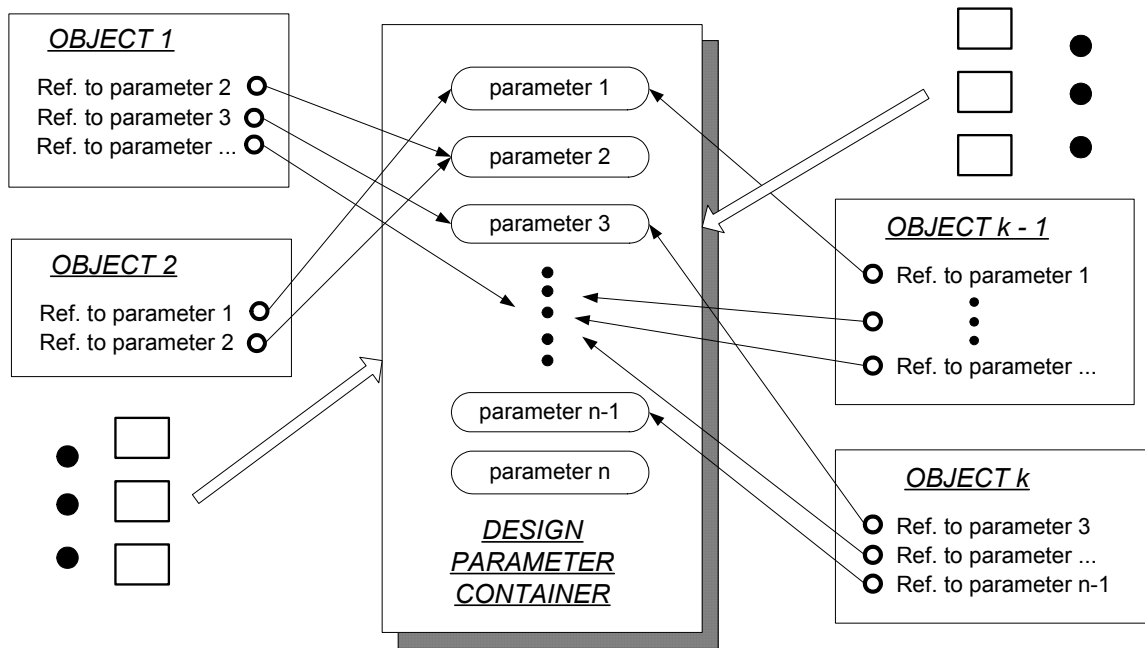 OBJECT 1
Ref. to parameter 2
Ref. to parameter 3
Ref. to parameter ...
OBJECT 2
Ref. to parameter 1
Ref. to parameter 2
parameter 1
parameter 2
parameter 3
parameter n-1
parameter n
DESIGN
PARAMETER
CONTAINER
OBJECT k - 1
Ref. to parameter 1
Ref. to parameter ...
OBJECT k
Ref. to parameter 3
Ref. to parameter ...
Ref. to parameter n-1